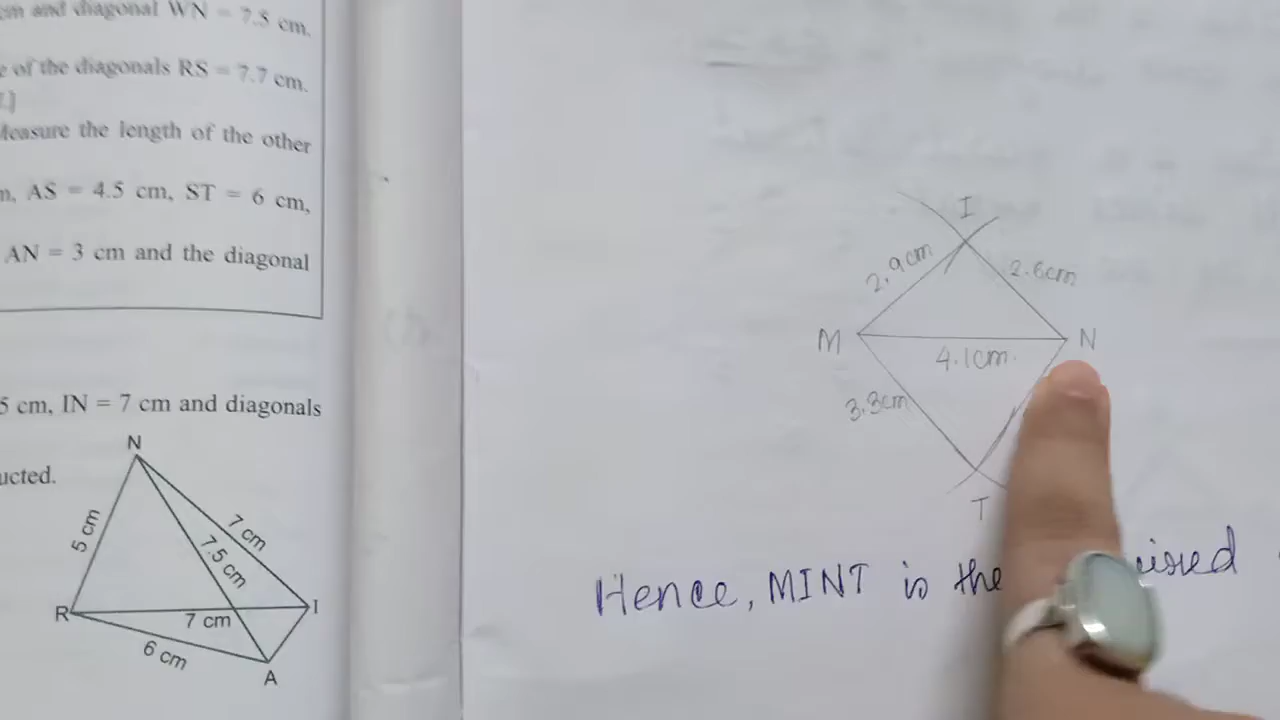 cm and diagonal WN = 7.5 cm.
of the diagonals RS = 7.7 cm.
Measure the length of the other
AS = 4.5 cm, ST = 6 cm,
AN = 3 cm and the diagonal
5 cm, IN = 7 cm and diagonals
ucted.
N
5 cm
7 cm
7.5 cm
R
7 cm
I
6 cm
A
I
2.9cm
2.6cm
M
N
4.1cm.
3.3cm
T
Hence, MINT is the